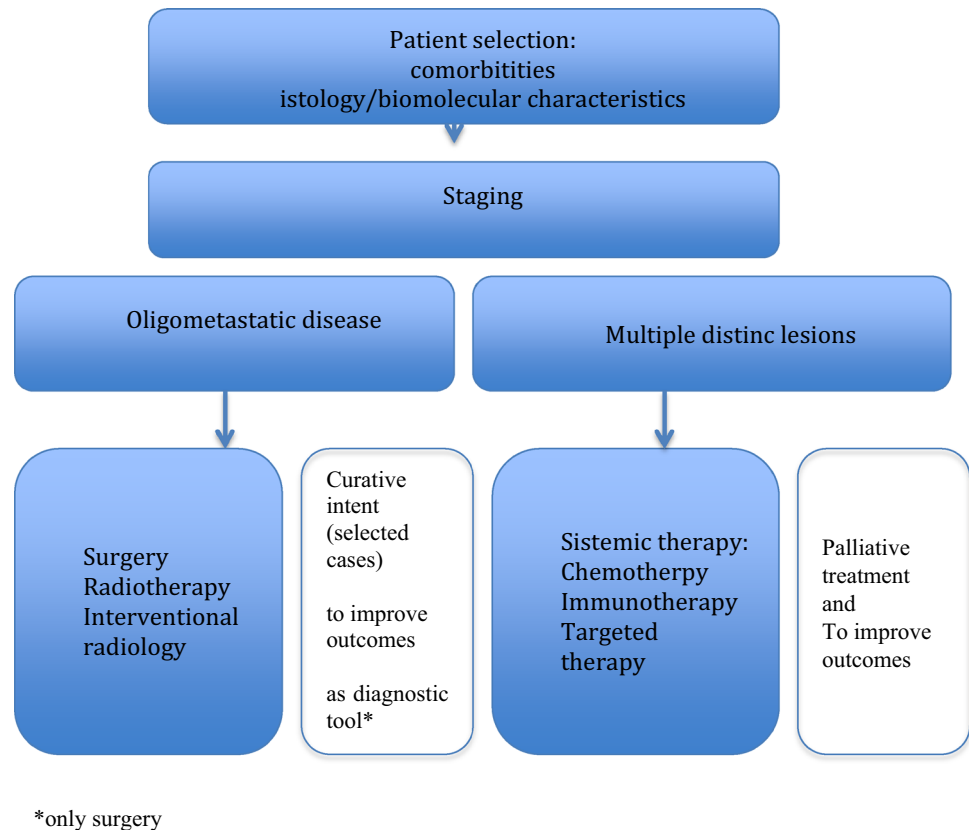 Patient selection:
comorbitities
istology/biomolecular characteristics
Staging
Oligometastatic disease
Multiple distinc lesions
Surgery
Radiotherapy
Interventional
radiology
Curative
intent
(selected
cases)
to improve
outcomes
as diagnostic
tool*
Sistemic therapy:
Chemotherpy
Immunotherapy
Targeted
therapy
Palliative
treatment
and
To improve
outcomes
*only surgery